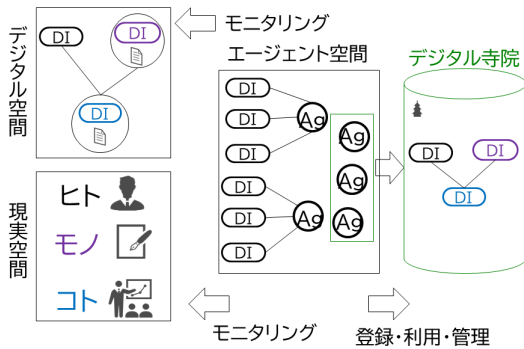 モニタリング
デジタル空間
DI
DI
DI
エージェント空間
DI
DI
DI
DI
DI
DI
Ag
Ag
Ag
Ag
Ag
デジタル寺院
DI
DI
DI
現実空間
ヒト
モノ
コト
モニタリング
登録・利用・管理